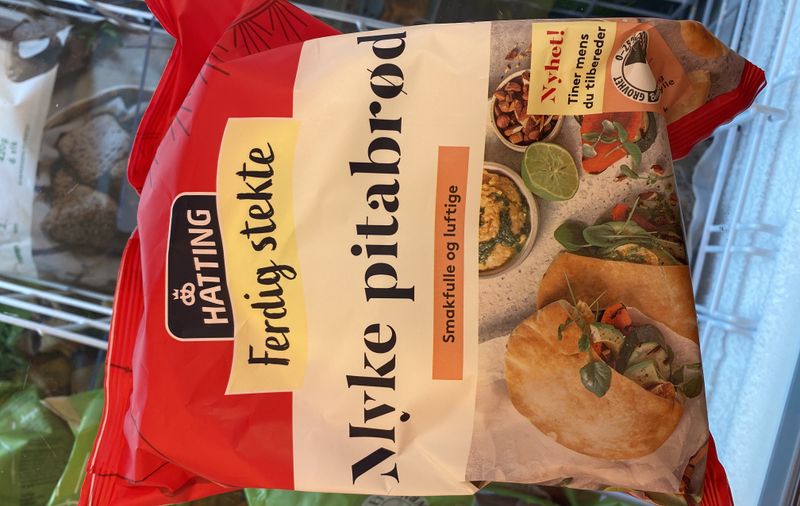 HATTING
Ferdig stekte
Myke pitabrød
Smakfulle og luftige
Nyhet!
Tiner mens
du tilbereder
GROVHET